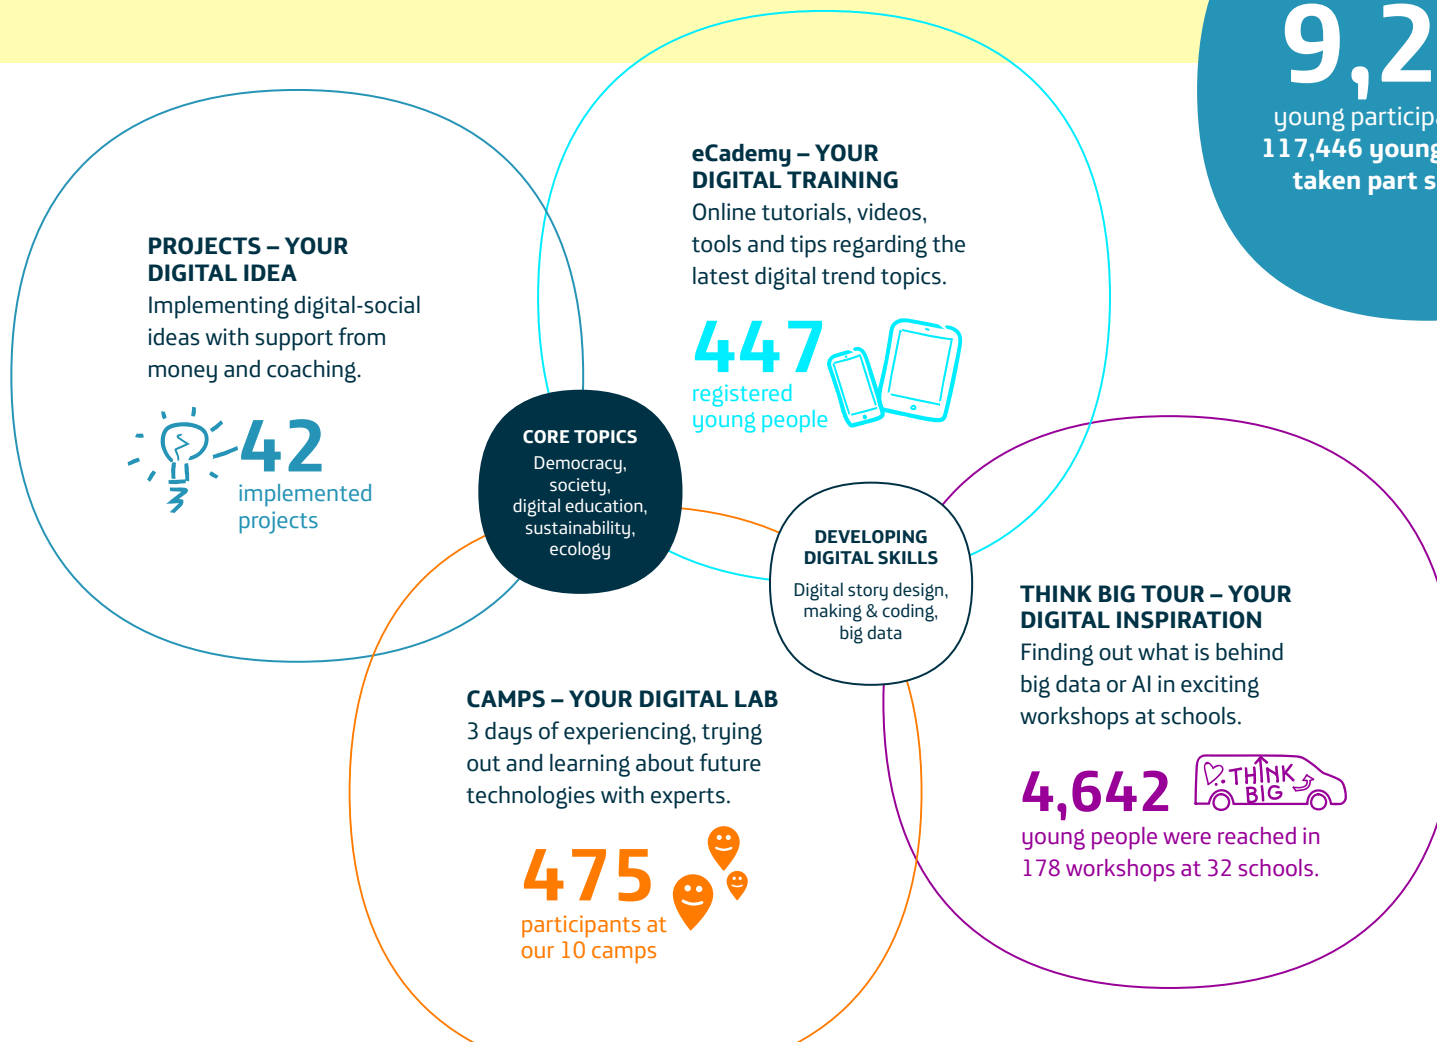 9,2
young
117,446 young
taken part
eCademy – YOUR
DIGITAL TRAINING
Online tutorials, videos,
tools and tips regarding the
latest digital trend topics.
447
registered
young people
PROJECTS – YOUR
DIGITAL IDEA
Implementing digital-social
ideas with support from
money and coaching.
42
implemented
projects
CORE TOPICS
Democracy,
society,
digital education,
sustainability,
ecology
DEVELOPING
DIGITAL SKILLS
Digital story design,
making & coding,
big data
THINK BIG TOUR – YOUR
DIGITAL INSPIRATION
Finding out what is behind
big data or AI in exciting
workshops at schools.
4,642
THINK
BIG
young people were reached in
178 workshops at 32 schools.
CAMPS – YOUR DIGITAL LAB
3 days of experiencing, trying
out and learning about future
technologies with experts.
475
participants at
our 10 camps